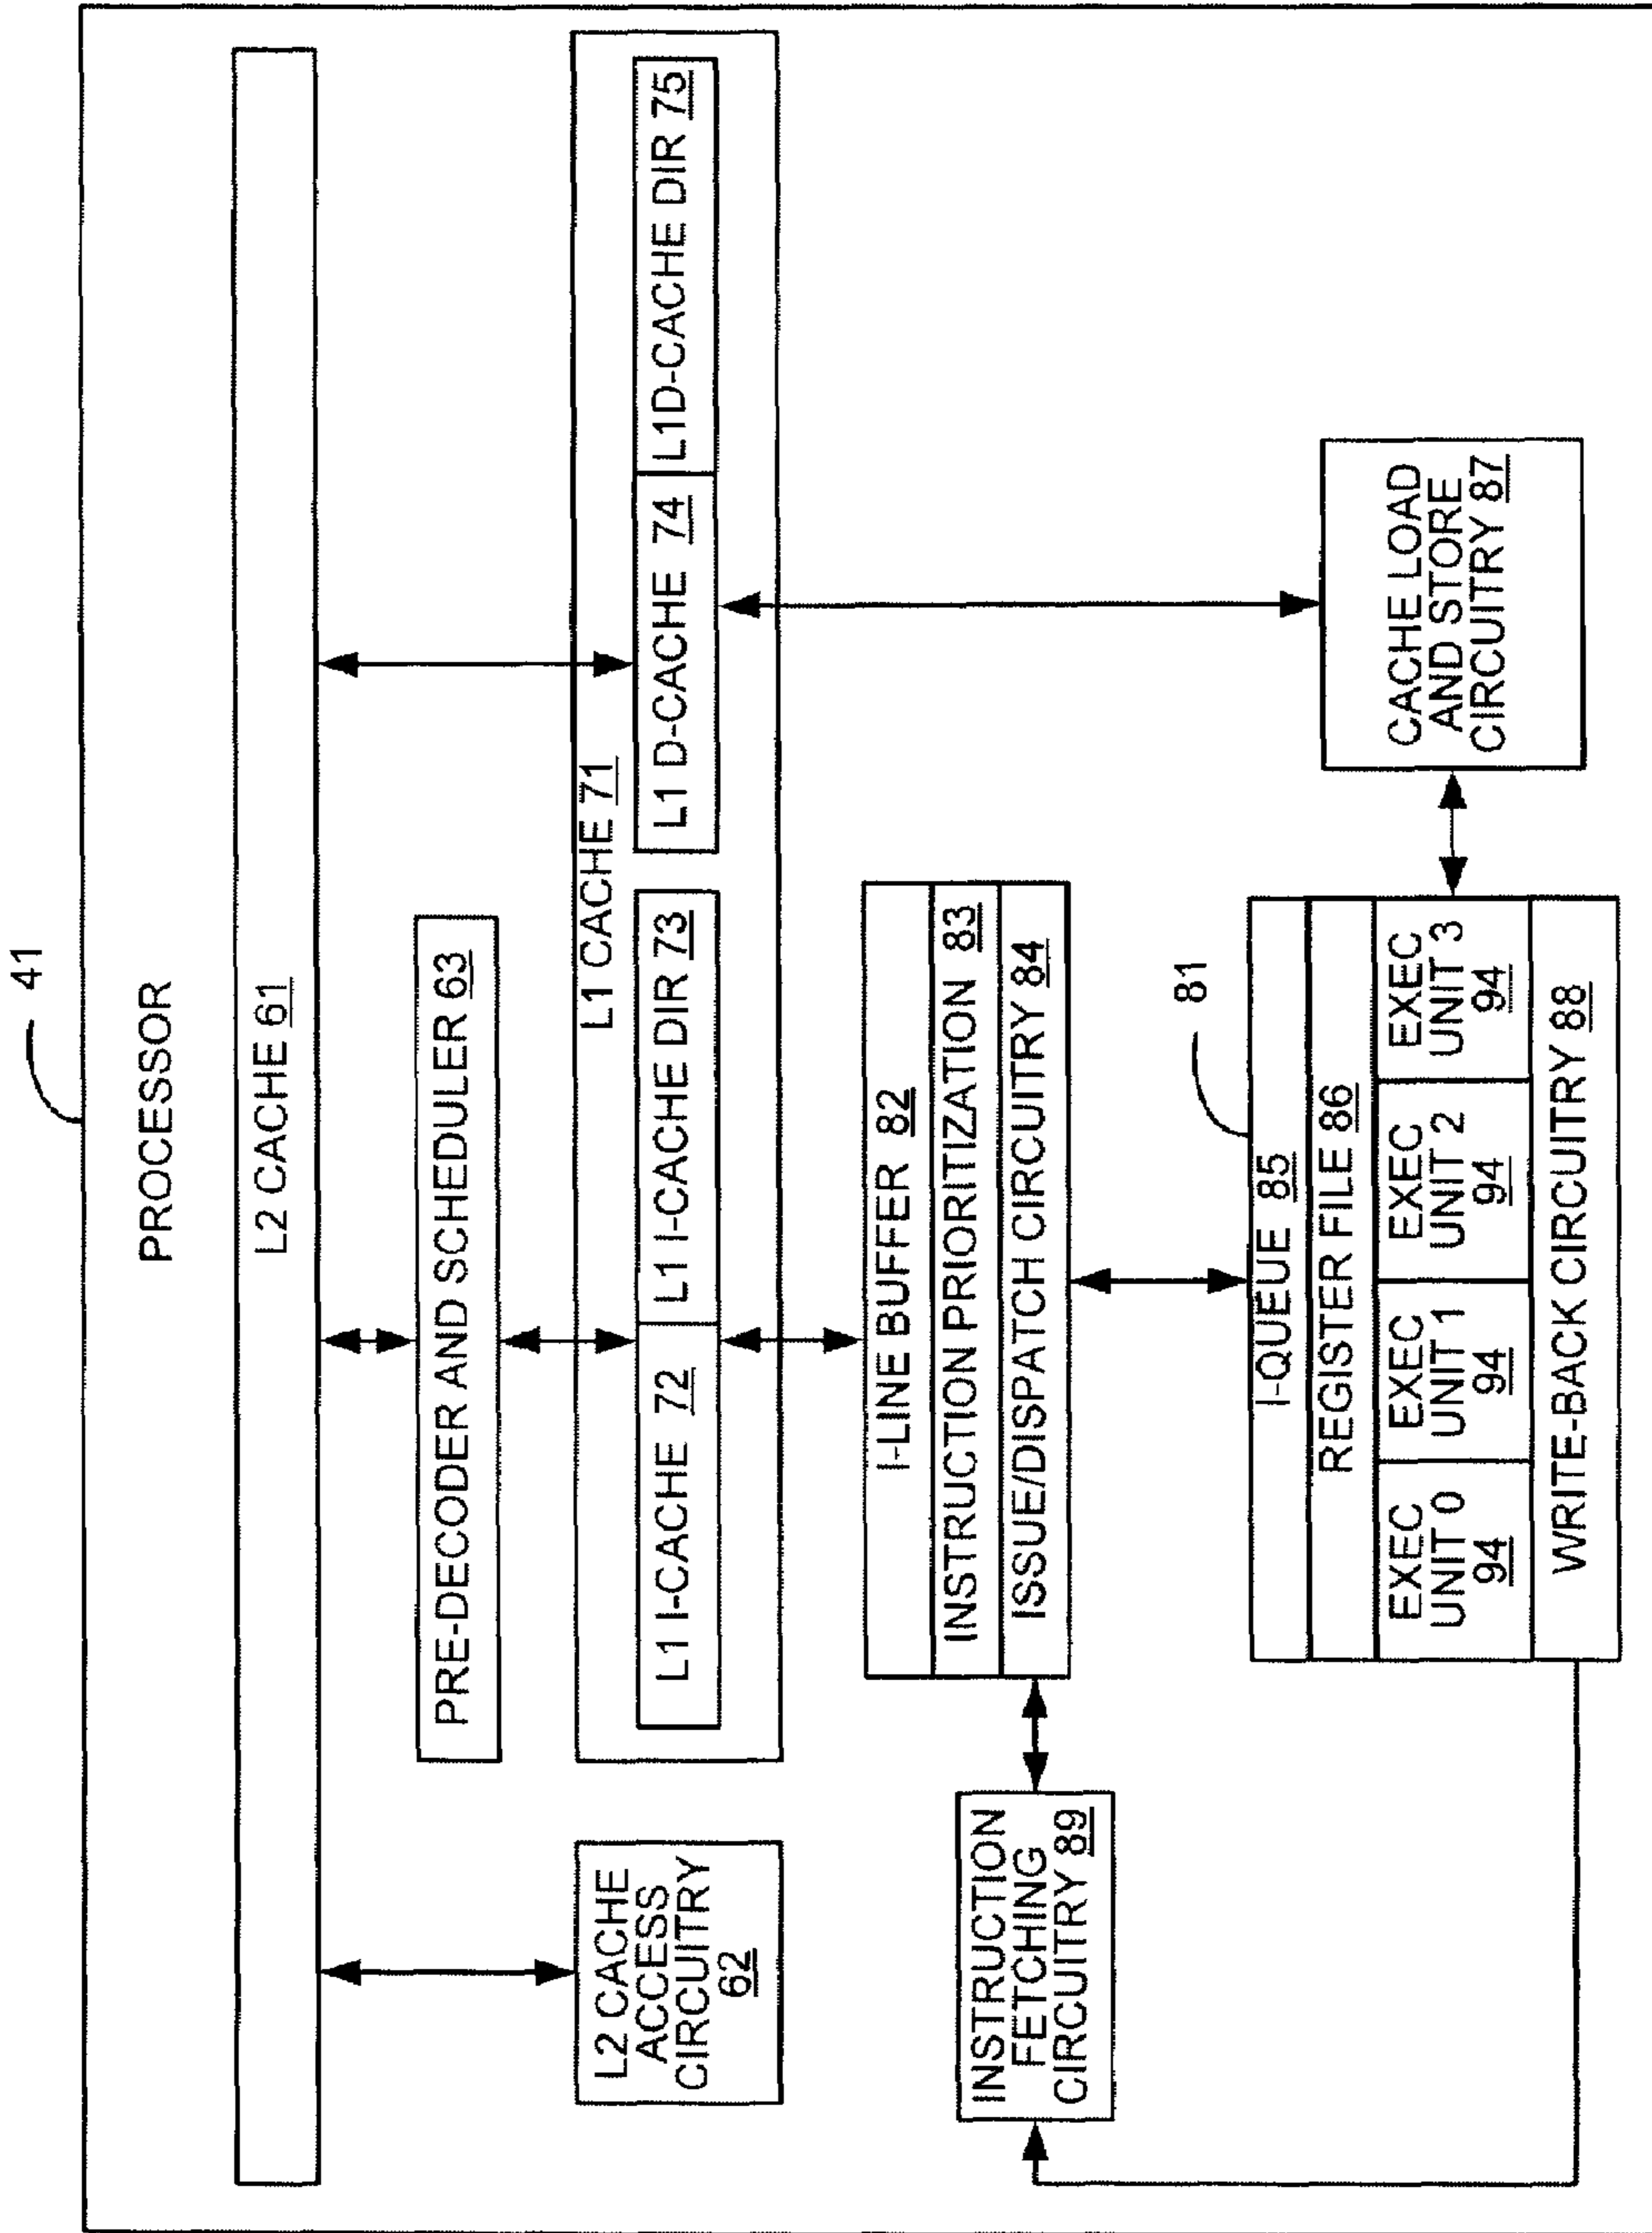 41
PROCESSOR
L2 CACHE 61
L2 CACHE
ACCESS
CIRCUITRY
62
PRE-DECODER AND SCHEDULER 63
L1 CACHE 71
L1 I-CACHE 72
L1 I-CACHE DIR 73
L1 D-CACHE 74
L1D-CACHE DIR 75
I-LINE BUFFER 82
INSTRUCTION PRIORITIZATION 83
ISSUE/DISPATCH CIRCUITRY 84
INSTRUCTION
FETCHING
CIRCUITRY 89
81
I-QUEUE 85
REGISTER FILE 86
EXEC
UNIT 0
94
EXEC
UNIT 1
94
EXEC
UNIT 2
94
EXEC
UNIT 3
94
WRITE-BACK CIRCUITRY 88
CACHE LOAD
AND STORE
CIRCUITRY 87